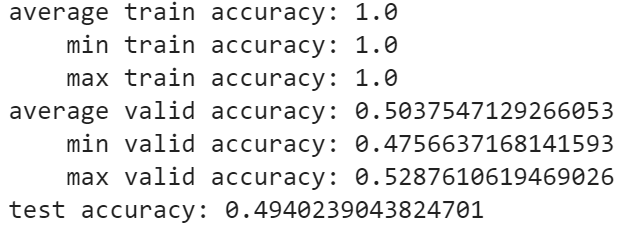 average train accuracy: 1.0
    min train accuracy: 1.0
    max train accuracy: 1.0
average valid accuracy: 0.5037547129266053
    min valid accuracy: 0.4756637168141593
    max valid accuracy: 0.5287610619469026
test accuracy: 0.4940239043824701